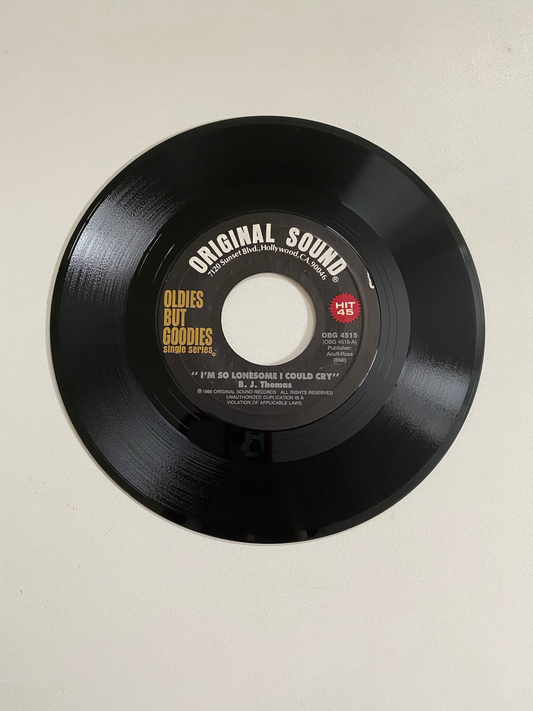 ORIGINAL SOUND®
7120 Sunset Blvd., Hollywood, CA. 90046
OLDIES
BUT
GOODIES
single series©
HIT
45
OBG 4515
(OBG 4515-A)
Publisher:
Acuff-Rose
(BMI)
"I'M SO LONESOME I COULD CRY"
B. J. Thomas
ORIGINAL SOUND RECORDS ALL RIGHTS RESERVED
UNAUTHORIZED DUPLICATION IS A
VIOLATION OF APPLICABLE LAWS.